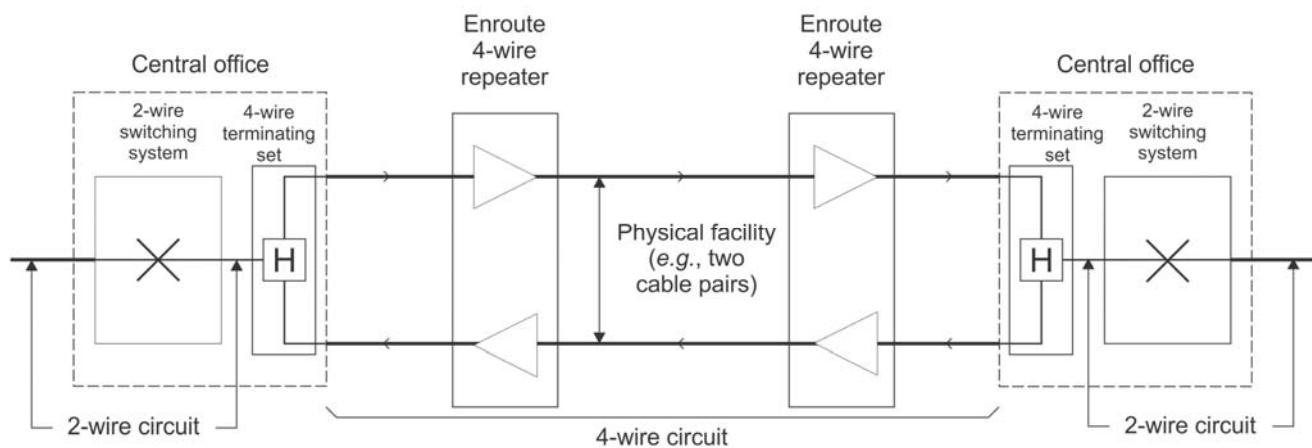 Enroute
4-wire
repeater
Enroute
4-wire
repeater
Central office
Central office
2-wire
switching
system
4-wire
terminating
set
4-wire
terminating
set
2-wire
switching
system
H
Physical facility
(e.g., two
cable pairs)
H
2-wire circuit
4-wire circuit
2-wire circuit